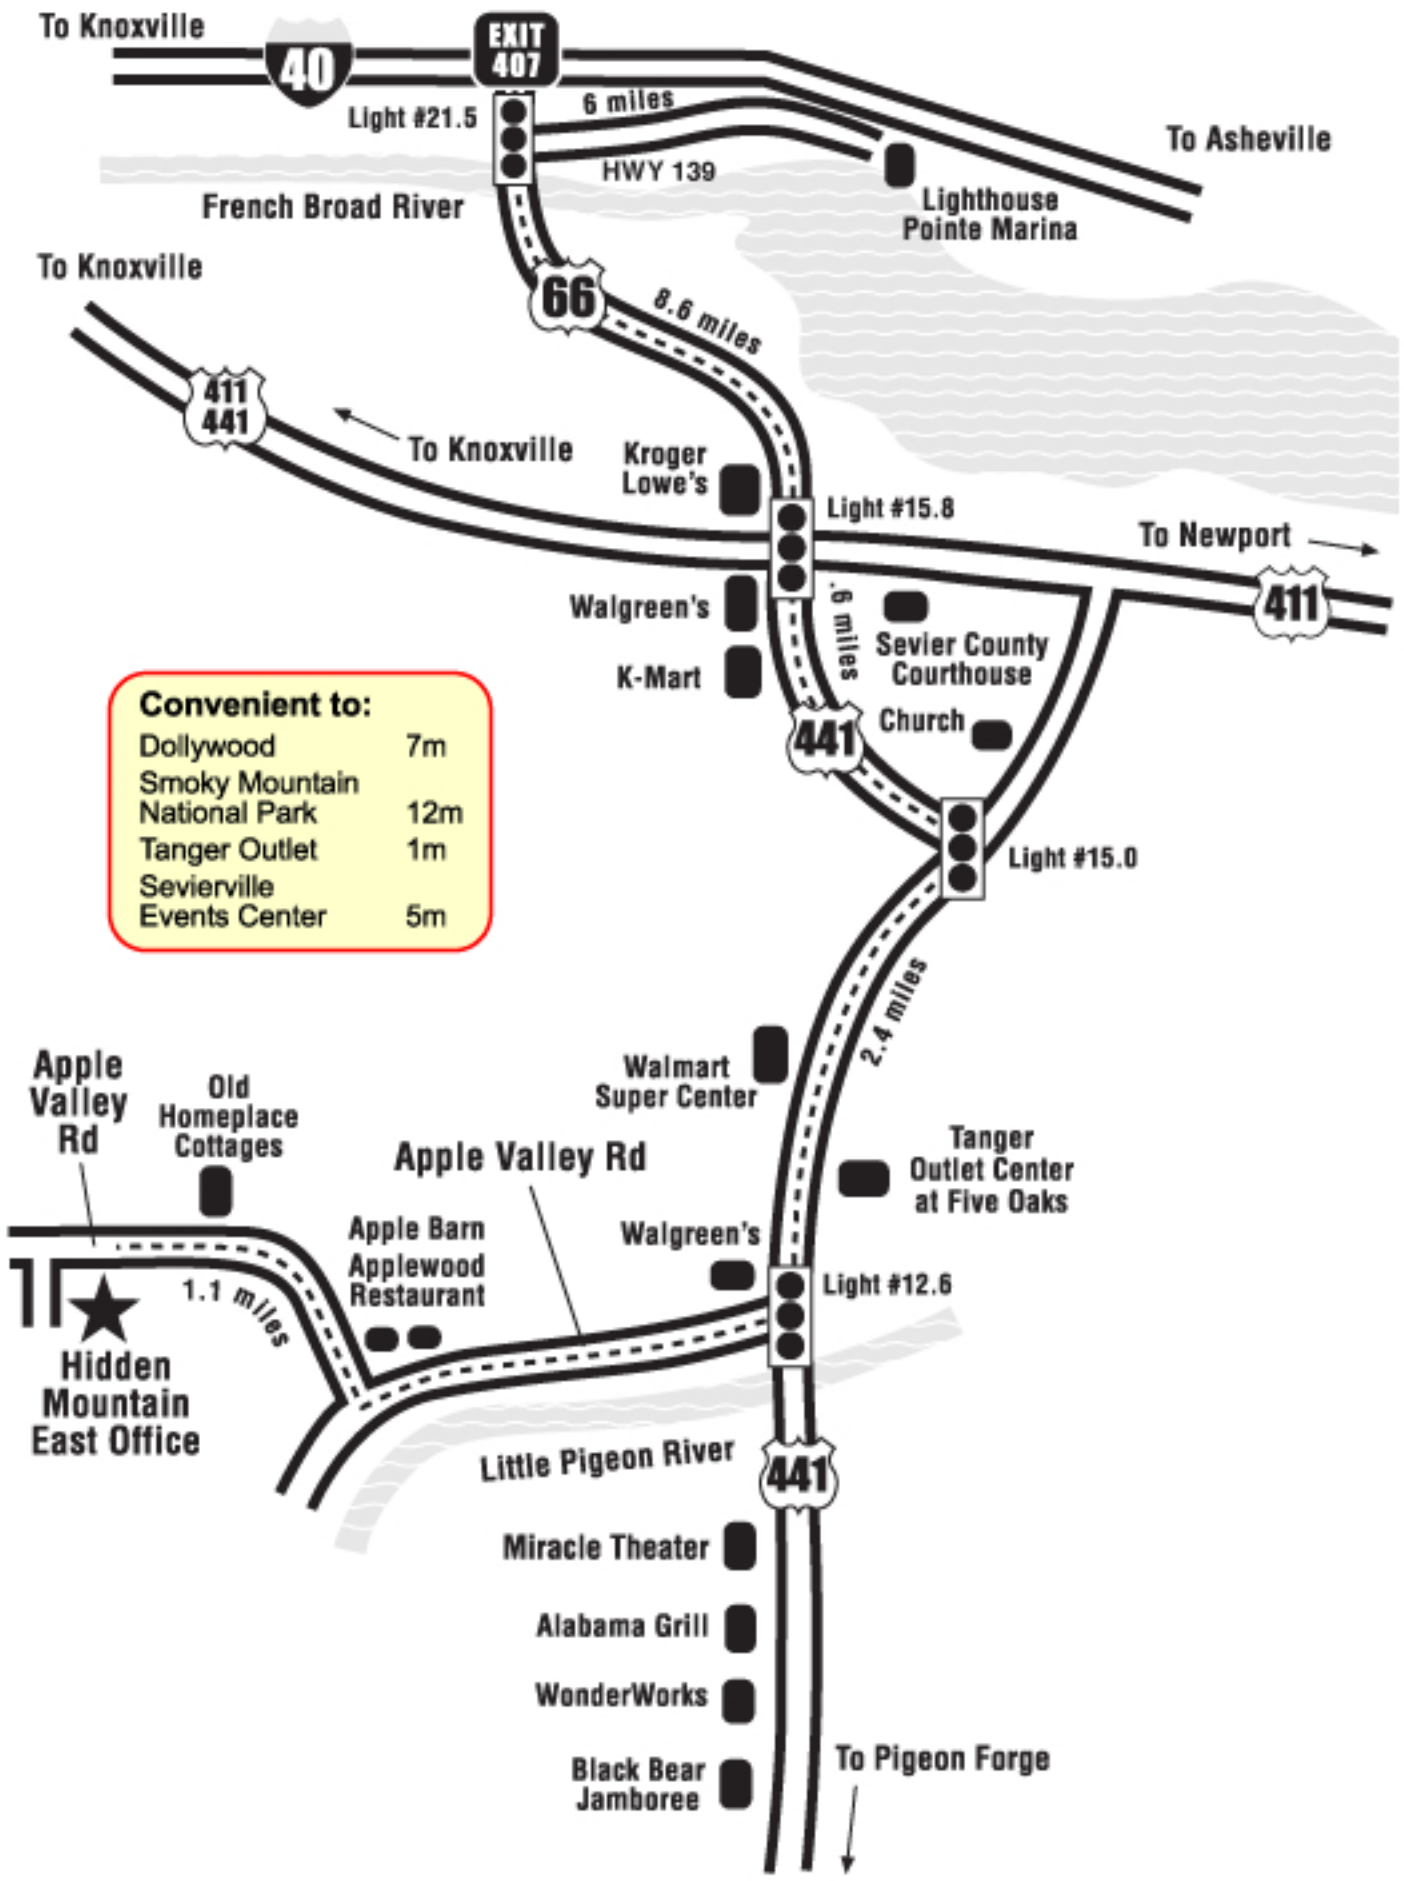 To Knoxville
40
EXIT
407
Light #21.5
6 miles
HWY 139
To Asheville
French Broad River
Lighthouse
Pointe Marina
To Knoxville
66
8.6 miles
411
441
To Knoxville
Kroger
Lowe's
Light #15.8
To Newport
411
Walgreen's
.6 miles
Sevier County
Courthouse
K-Mart
441
Church
Convenient to:
Dollywood 7m
Smoky Mountain
National Park 12m
Tanger Outlet 1m
Sevierville
Events Center 5m
Light #15.0
2.4 miles
Apple
Valley
Rd
Old
Homeplace
Cottages
Walmart
Super Center
Apple Valley Rd
Tanger
Outlet Center
at Five Oaks
Apple Barn
Applewood
Restaurant
Walgreen's
Light #12.6
1.1 miles
Hidden
Mountain
East Office
Little Pigeon River
441
Miracle Theater
Alabama Grill
WonderWorks
Black Bear
Jamboree
To Pigeon Forge